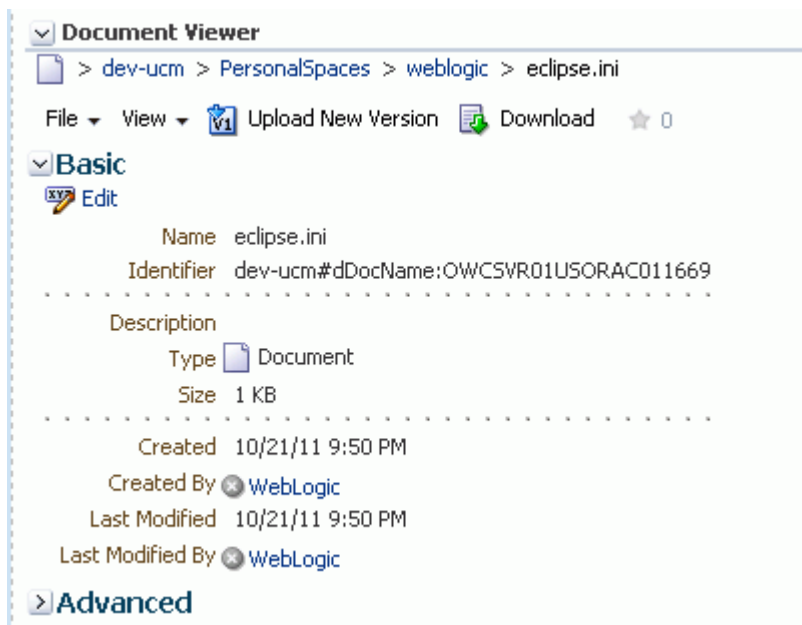 Document Viewer
> dev-ucm > PersonalSpaces > weblogic > eclipse.ini
File View V1 Upload New Version Download 0
Basic
XYZ Edit
Name eclipse.ini
Identifier dev-ucm#dDocName:OWCSVR01USORAC011669
Description
Type Document
Size 1 KB
Created 10/21/11 9:50 PM
Created By WebLogic
Last Modified 10/21/11 9:50 PM
Last Modified By WebLogic
Advanced